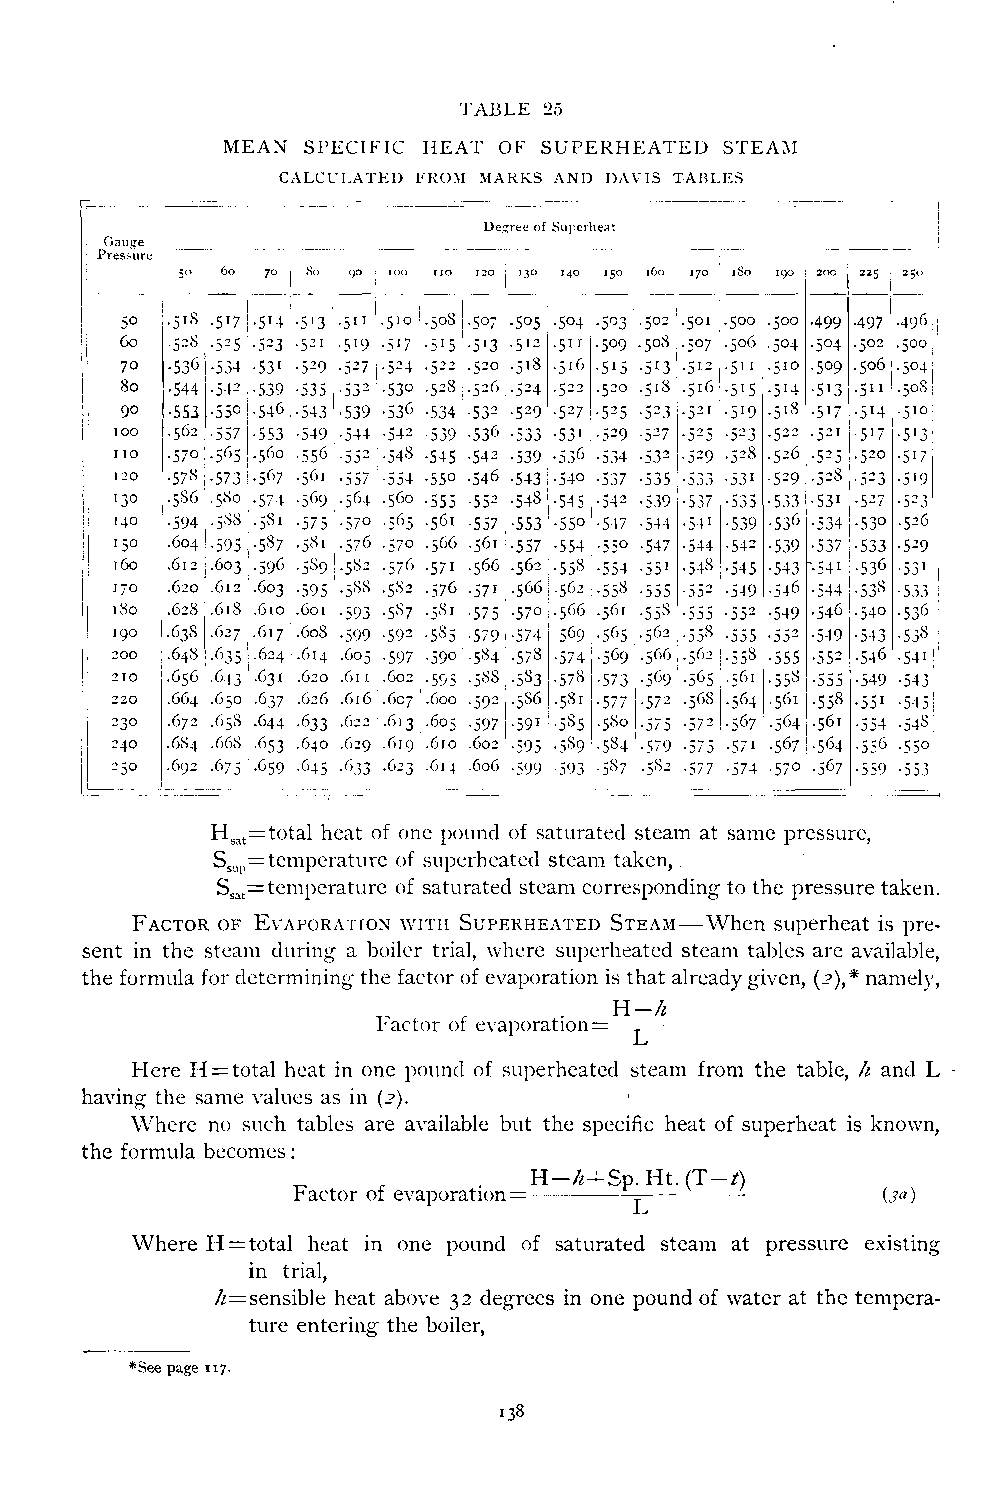 TABLE 25
MEAN SPECIFIC HEAT OF SUPERHEATED STEAM
CALCULATED FROM MARKS AND DAVIS TABLES
Degree of Superheat
Gauge
Pressure
50 60 70 80 90 100 110 120 130 140 150 160 170 180 190 200 225 250
50 .518 .517 .514 .513 .511 .510 .508 .507 .505 .504 .503 .502 .501 .500 .500 .499 .497 .496
60 .528 .525 .523 .521 .519 .517 .515 .513 .512 .511 .509 .508 .507 .506 .504 .504 .502 .500
70 .536 .534 .531 .529 .527 .524 .522 .520 .518 .516 .515 .513 .512 .511 .510 .509 .506 .504
80 .544 .542 .539 .535 .532 .530 .528 .526 .524 .522 .520 .518 .516 .515 .514 .513 .511 .508
90 .553 .550 .546 .543 .539 .536 .534 .532 .529 .527 .525 .523 .521 .519 .518 .517 .514 .510
100 .562 .557 .553 .549 .544 .542 .539 .536 .533 .531 .529 .527 .525 .523 .522 .521 .517 .513
110 .570 .565 .560 .556 .552 .548 .545 .542 .539 .536 .534 .532 .529 .528 .526 .525 .520 .517
120 .578 .573 .567 .561 .557 .554 .550 .546 .543 .540 .537 .535 .533 .531 .529 .528 .523 .519
130 .586 .580 .574 .569 .564 .560 .555 .552 .548 .545 .542 .539 .537 .535 .533 .531 .527 .523
140 .594 .588 .581 .575 .570 .565 .561 .557 .553 .550 .547 .544 .541 .539 .536 .534 .530 .526
150 .604 .595 .587 .581 .576 .570 .566 .561 .557 .554 .550 .547 .544 .542 .539 .537 .533 .529
160 .612 .603 .596 .589 .582 .576 .571 .566 .562 .558 .554 .551 .548 .545 .543 .541 .536 .531
170 .620 .612 .603 .595 .588 .582 .576 .571 .566 .562 .558 .555 .552 .549 .546 .544 .538 .533
180 .628 .618 .610 .601 .593 .587 .581 .575 .570 .566 .561 .558 .555 .552 .549 .546 .540 .536
190 .638 .627 .617 .608 .599 .592 .585 .579 .574 .569 .565 .562 .558 .555 .552 .549 .543 .538
200 .648 .635 .624 .614 .605 .597 .590 .584 .578 .574 .569 .566 .562 .558 .555 .552 .546 .541
210 .656 .643 .631 .620 .611 .602 .595 .588 .583 .578 .573 .569 .565 .561 .558 .555 .549 .543
220 .664 .650 .637 .626 .616 .607 .600 .592 .586 .581 .577 .572 .568 .564 .561 .558 .551 .545
230 .672 .658 .644 .633 .622 .613 .605 .597 .591 .585 .580 .575 .572 .567 .564 .561 .554 .548
240 .684 .668 .653 .640 .629 .619 .610 .602 .595 .589 .584 .579 .575 .571 .567 .564 .556 .550
250 .692 .675 .659 .645 .633 .623 .614 .606 .599 .593 .587 .582 .577 .574 .570 .567 .559 .553
Hsat=total heat of one pound of saturated steam at same pressure,
Ssup=temperature of superheated steam taken,
Ssat=temperature of saturated steam corresponding to the pressure taken.
FACTOR OF EVAPORATION WITH SUPERHEATED STEAM—When superheat is pre-
sent in the steam during a boiler trial, where superheated steam tables are available,
the formula for determining the factor of evaporation is that already given, (2),* namely,
H—h
Factor of evaporation=
L
Here H=total heat in one pound of superheated steam from the table, h and L
having the same values as in (2).
Where no such tables are available but the specific heat of superheat is known,
the formula becomes:
H—h+Sp. Ht. (T—t)
Factor of evaporation= (3a)
L
Where H=total heat in one pound of saturated steam at pressure existing
in trial,
h=sensible heat above 32 degrees in one pound of water at the tempera-
ture entering the boiler,
*See page 117.
138